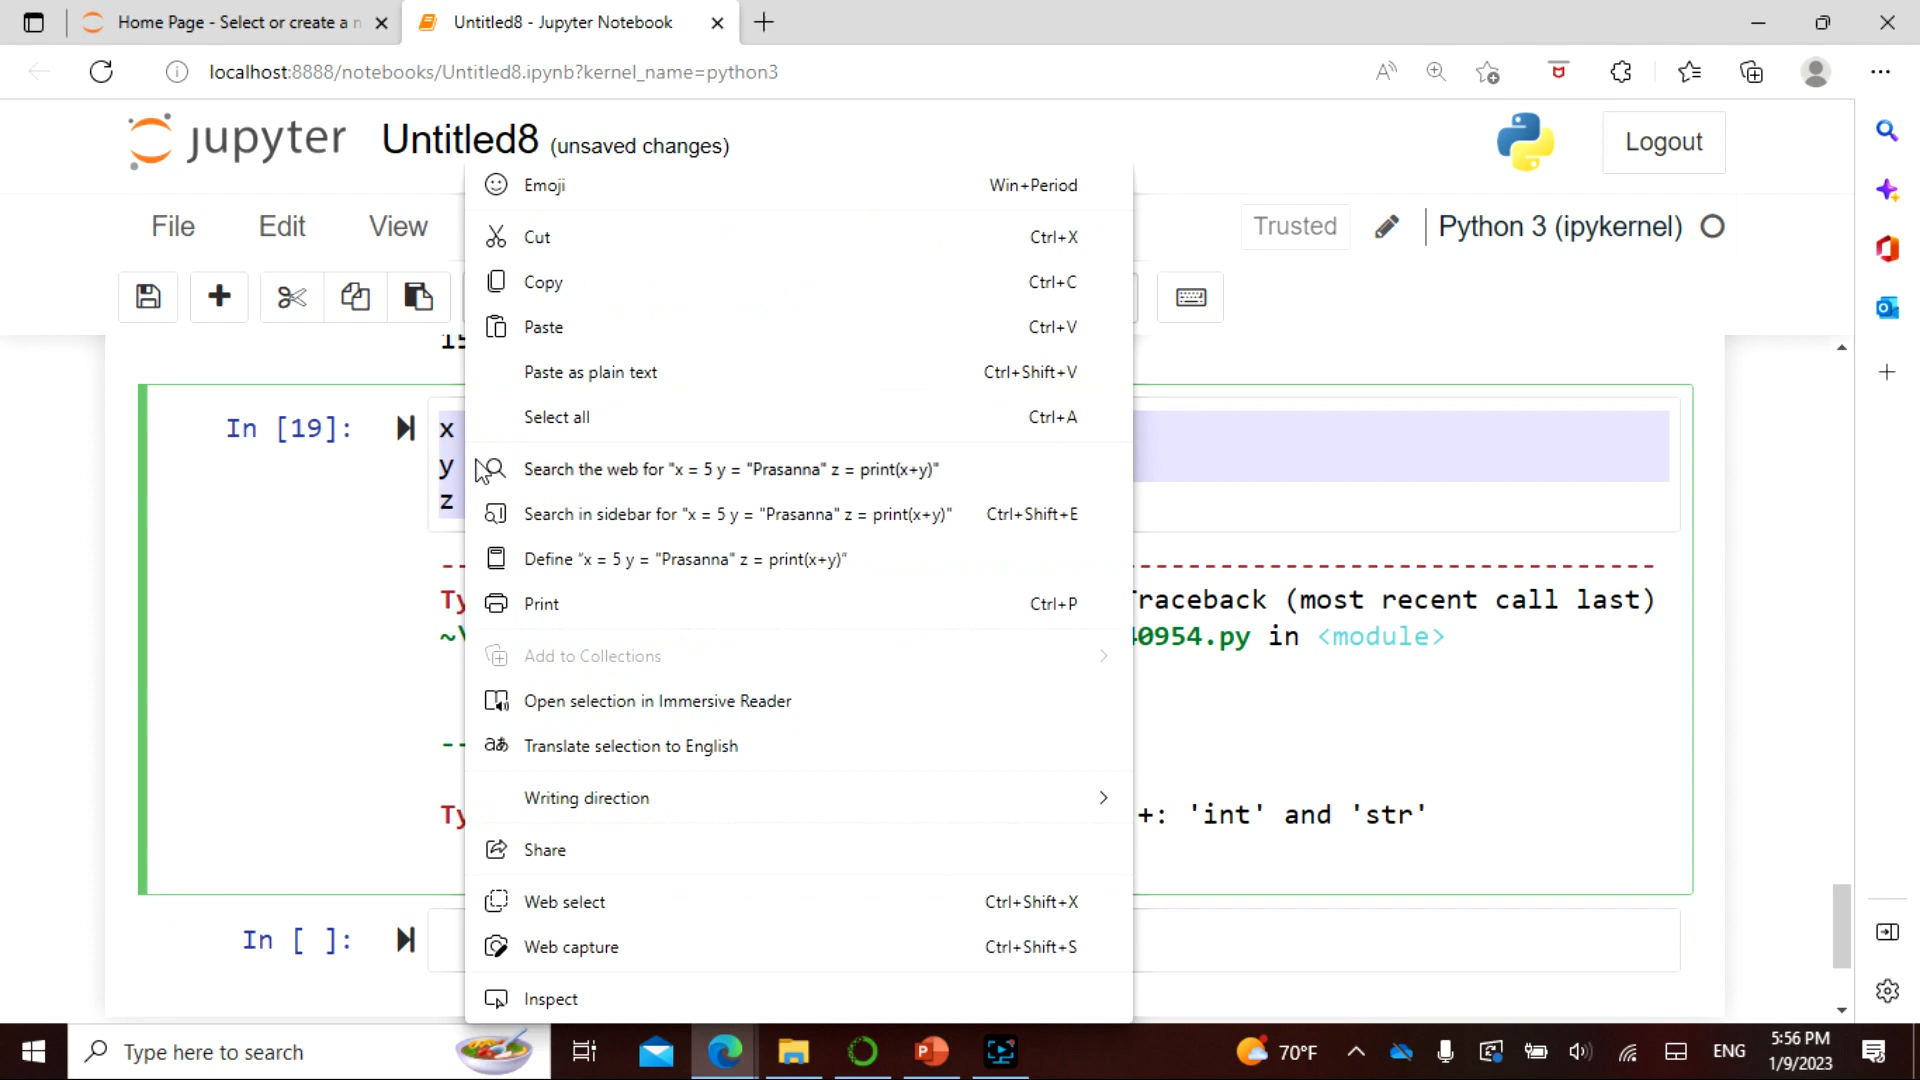 Home Page - Select or create a n
Untitled8 - Jupyter Notebook
localhost:8888/notebooks/Untitled8.ipynb?kernel_name=python3
jupyter Untitled8 (unsaved changes)
Logout
File Edit View
Trusted
Python 3 (ipykernel)
Emoji Win+Period
Cut Ctrl+X
Copy Ctrl+C
Paste Ctrl+V
Paste as plain text Ctrl+Shift+V
Select all Ctrl+A
Search the web for "x = 5 y = "Prasanna" z = print(x+y)"
Search in sidebar for "x = 5 y = "Prasanna" z = print(x+y)" Ctrl+Shift+E
Define "x = 5 y = "Prasanna" z = print(x+y)"
Print Ctrl+P
Add to Collections
Open selection in Immersive Reader
Translate selection to English
Writing direction
Share
Web select Ctrl+Shift+X
Web capture Ctrl+Shift+S
Inspect
In [19]:
x
y
z
raceback (most recent call last)
40954.py in <module>
+: 'int' and 'str'
In [ ]:
Type here to search
70°F
ENG
5:56 PM
1/9/2023